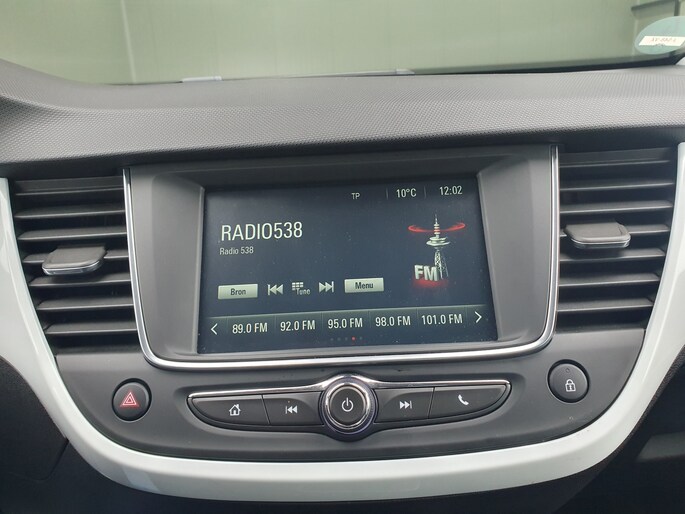 TP 10°C 12:02
RADIO538
Radio 538
FM
Bron Tune Menu
89.0 FM 92.0 FM 95.0 FM 98.0 FM 101.0 FM